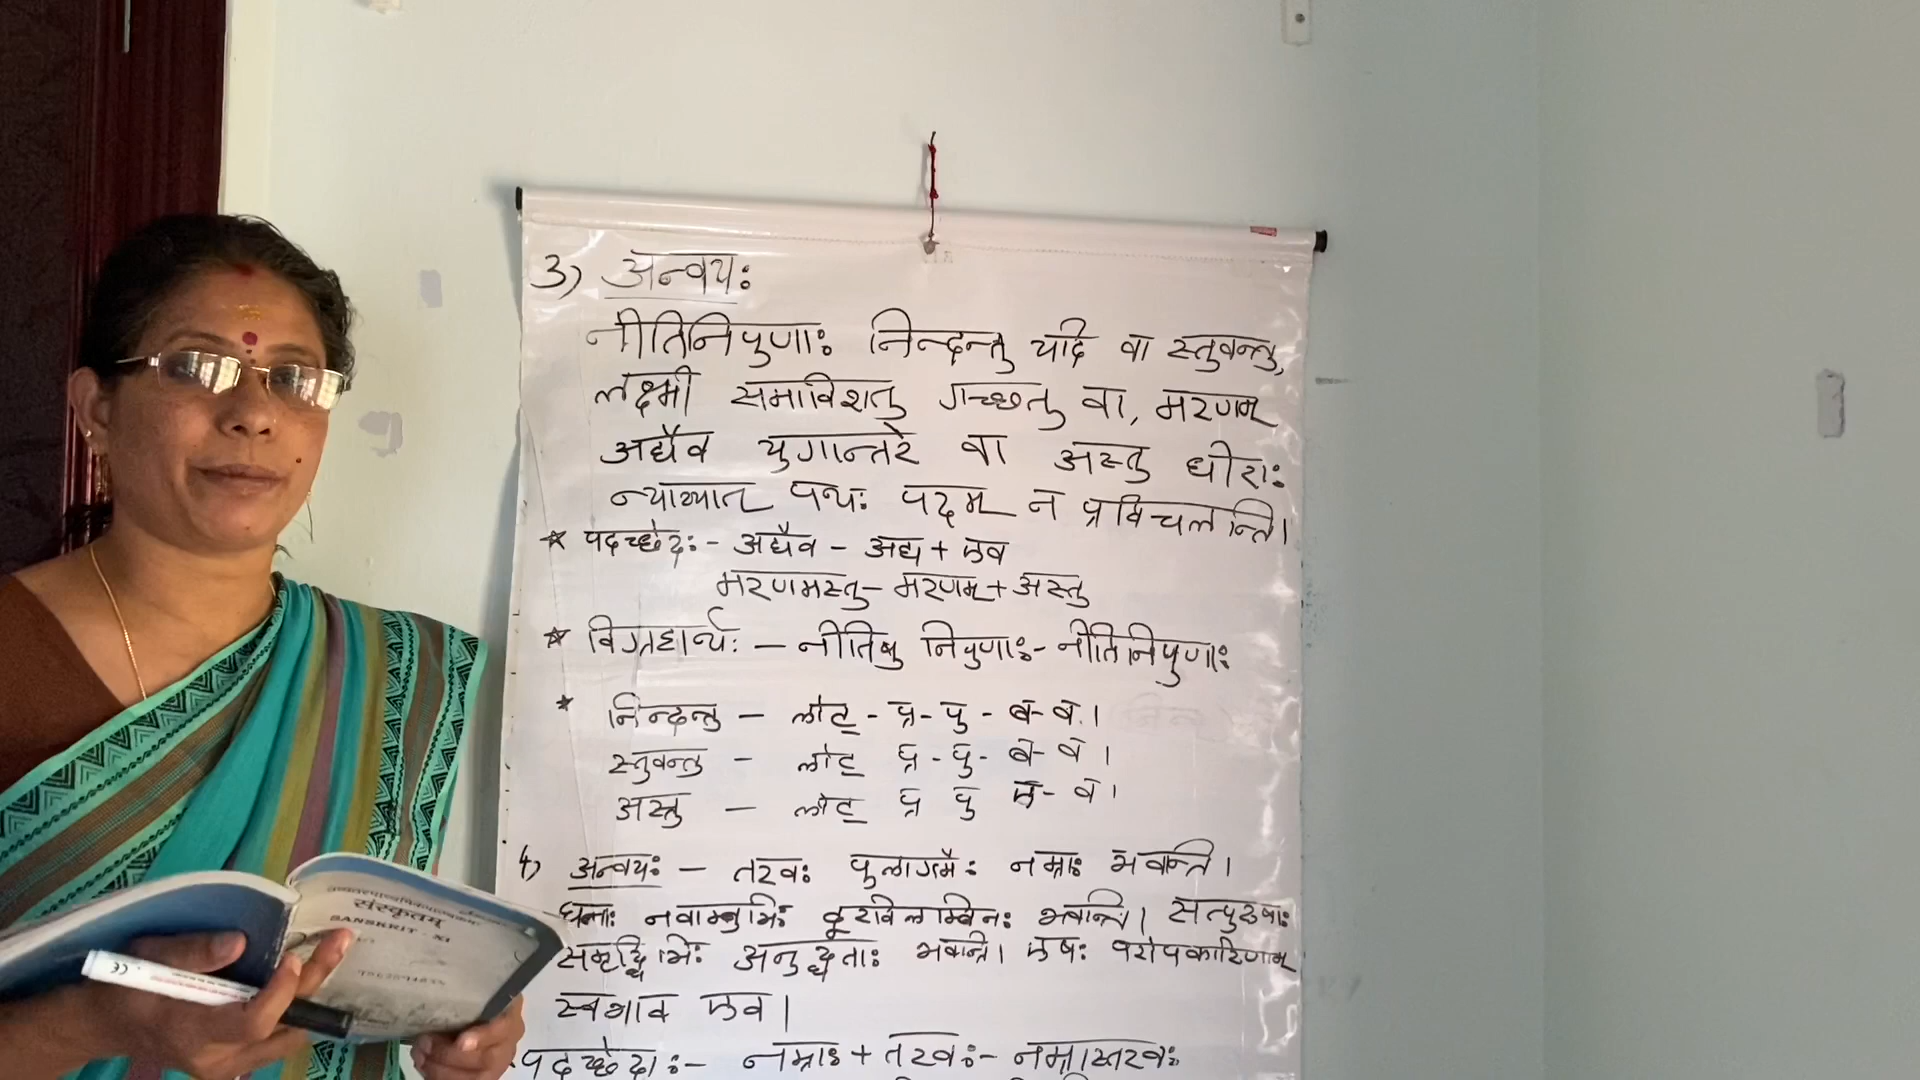 3) अन्वयः
नीतिनिपुणाः निन्दन्तु यदि वा स्तुवन्तु,
लक्ष्मी समाविशतु गच्छतु वा, मरणम्
अद्यैव युगान्तरे वा अस्तु धीराः
न्याय्यात् पथः पदम् न प्रविचलन्ति।
* पदच्छेदः - अद्यैव - अद्य + एव
मरणमस्तु - मरणम् + अस्तु
* विग्रहार्थः - नीतिषु निपुणाः - नीतिनिपुणाः
* निन्दन्तु - लोट् - प्र - पु - ब - व.।
स्तुवन्तु - लोट् प्र - पु - ब - व।
अस्तु - लोट् प्र पु ए - व।
4) अन्वयः - तरवः फुलागमैः नम्राः भवन्ति।
घनाः नवाम्बुभिः दूरविलम्बिनः भवन्ति। सत्पुरुषाः
समृद्धिभिः अनुद्धताः भवन्ति। एषः परोपकारिणाम्
स्वभाव एव।
पदच्छेदाः - नम्राः + तरवः - नम्रास्तरवः
संस्कृतम्
SANSKRIT - XI